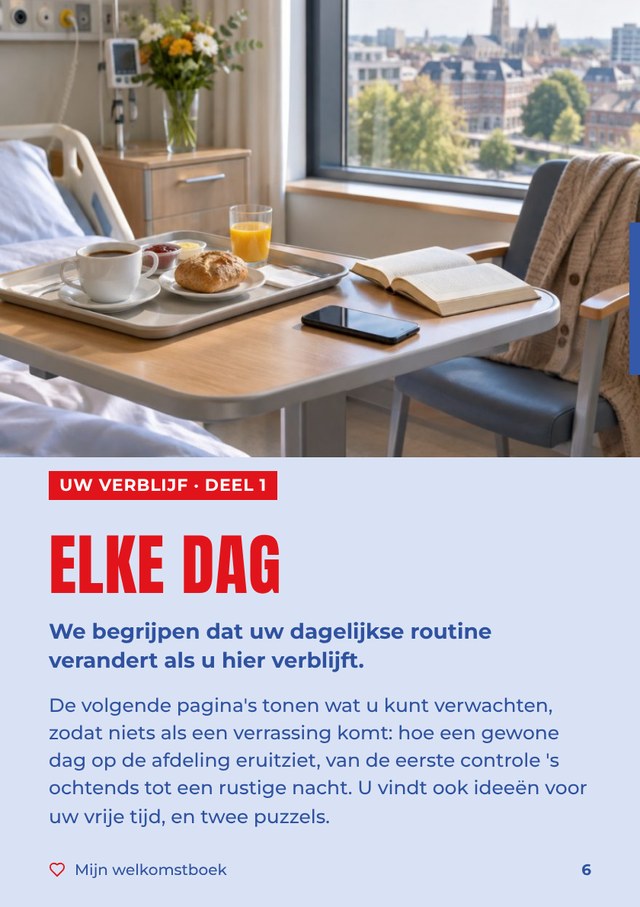 UW VERBLIJF · DEEL 1
ELKE DAG
We begrijpen dat uw dagelijkse routine
verandert als u hier verblijft.
De volgende pagina's tonen wat u kunt verwachten,
zodat niets als een verrassing komt: hoe een gewone
dag op de afdeling eruitziet, van de eerste controle 's
ochtends tot een rustige nacht. U vindt ook ideeën voor
uw vrije tijd, en twee puzzels.
Mijn welkomstboek
6